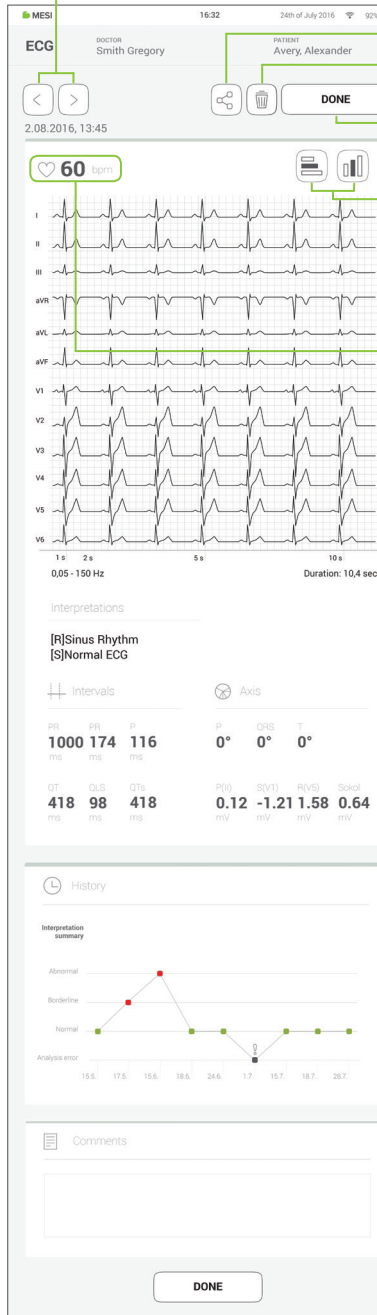 MESI 16:32 24th of July 2016 92%
ECG
DOCTOR
Smith Gregory
PATIENT
Avery, Alexander
DONE
2.08.2016, 13:45
60 bpm
I
II
III
aVR
aVL
aVF
V1
V2
V3
V4
V5
V6
1 s 2 s 5 s 10 s
0,05 - 150 Hz Duration: 10,4 sec
Interpretations
[R]Sinus Rhythm
[S]Normal ECG
Intervals
PR PR P
1000 174 116
ms ms ms
QT QLS QTs
418 98 418
ms ms ms
Axis
P QRS T
0° 0° 0°
P(II) S(V1) R(V5) Sokol
0.12 -1.21 1.58 0.64
mV mV mV mV
History
Interpretation
summary
Abnormal
Borderline
Normal
Analysis error
15.6. 17.5. 15.6. 18.6. 24.6. 1.7. 15.7. 18.7. 28.7.
Comments
DONE